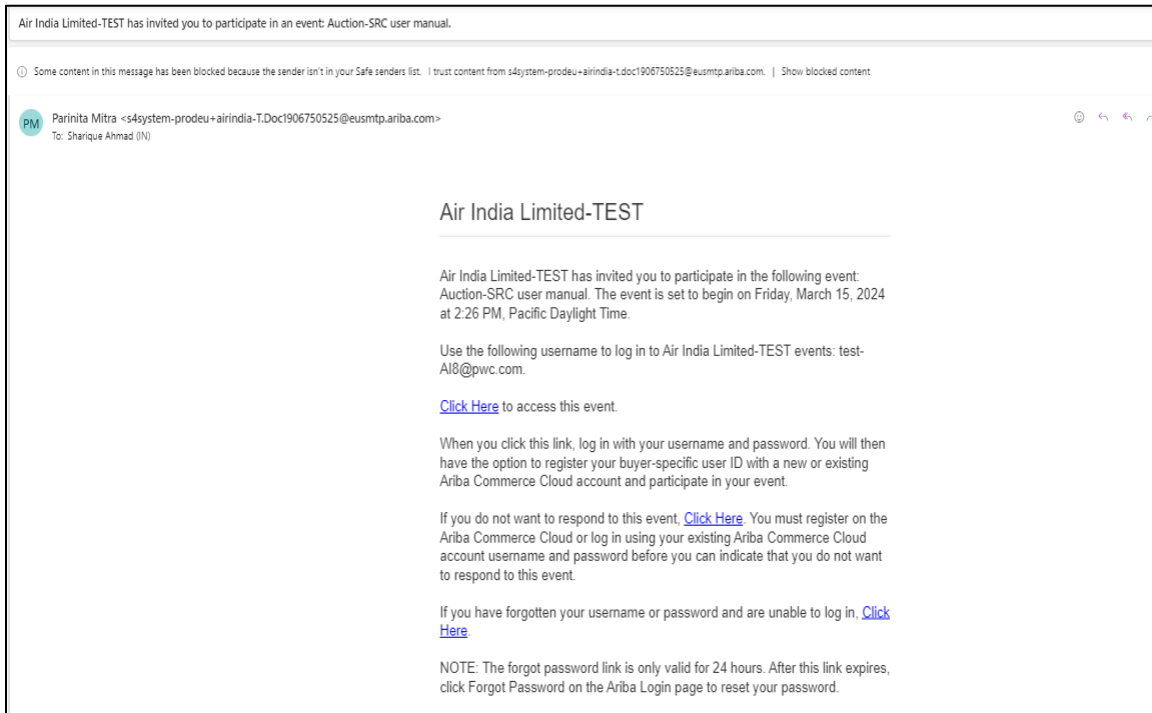 Air India Limited-TEST has invited you to participate in an event: Auction-SRC user manual.
Some content in this message has been blocked because the sender isn't in your Safe senders list. I trust content from s4system-prodeu+airindia-t.doc1906750525@eusmtp.ariba.com. | Show blocked content
PM
Parinita Mitra <s4system-prodeu+airindia-T.Doc1906750525@eusmtp.ariba.com>
To: Sharique Ahmad (IN)
Air India Limited-TEST
Air India Limited-TEST has invited you to participate in the following event:
Auction-SRC user manual. The event is set to begin on Friday, March 15, 2024
at 2:26 PM, Pacific Daylight Time.
Use the following username to log in to Air India Limited-TEST events: test-
AI8@pwc.com.
Click Here to access this event.
When you click this link, log in with your username and password. You will then
have the option to register your buyer-specific user ID with a new or existing
Ariba Commerce Cloud account and participate in your event.
If you do not want to respond to this event, Click Here. You must register on the
Ariba Commerce Cloud or log in using your existing Ariba Commerce Cloud
account username and password before you can indicate that you do not want
to respond to this event.
If you have forgotten your username or password and are unable to log in, Click
Here.
NOTE: The forgot password link is only valid for 24 hours. After this link expires,
click Forgot Password on the Ariba Login page to reset your password.